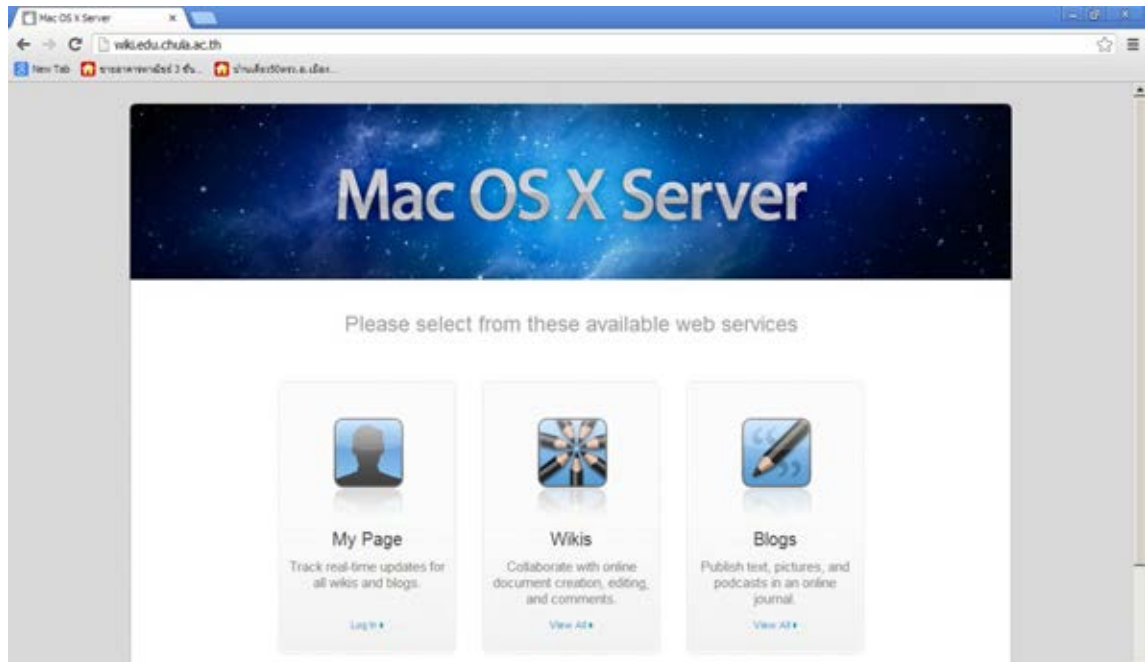 Mac OS X Server
wiki.edu.chula.ac.th
New Tab
Mac OS X Server
Please select from these available web services
My Page
Track real-time updates for
all wikis and blogs.
Log In
Wikis
Collaborate with online
document creation, editing,
and comments.
View All
Blogs
Publish text, pictures, and
podcasts in an online
journal.
View All